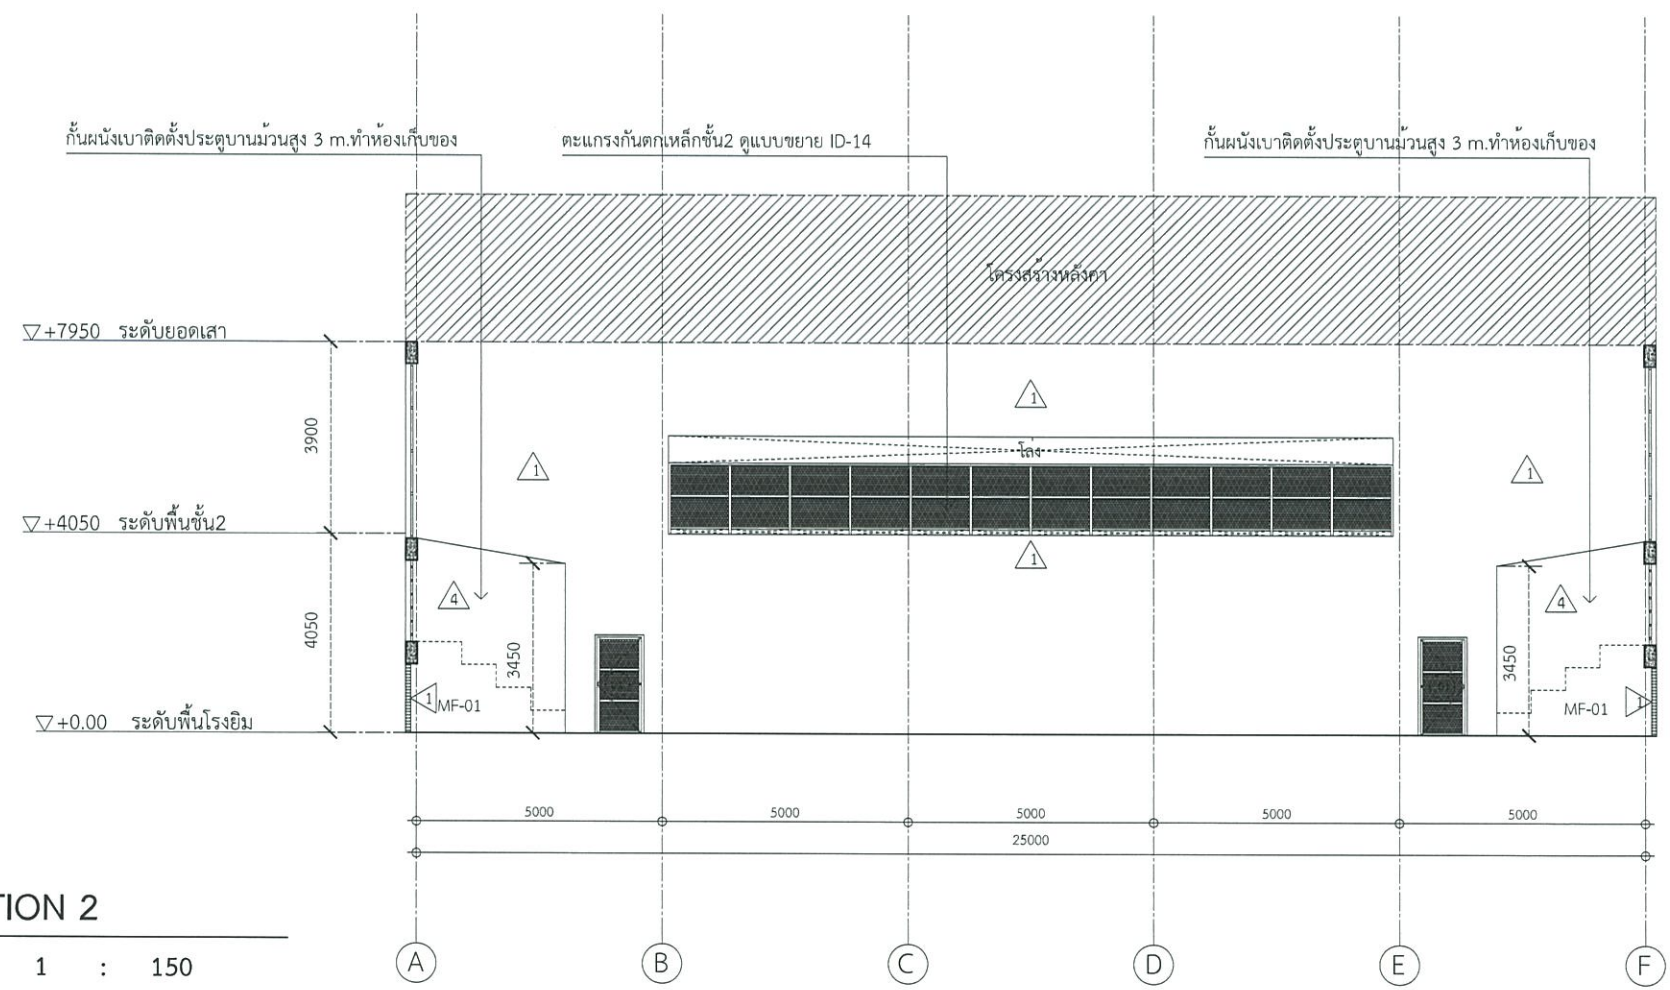 กั้นผนังเบาติดตั้งประตูบานม้วนสูง 3 m.ทำห้องเก็บของ
ตะแกรงกันตกเหล็กชั้น2 ดูแบบขยาย ID-14
กั้นผนังเบาติดตั้งประตูบานม้วนสูง 3 m.ทำห้องเก็บของ
โครงสร้างหลังคา
+7950 ระดับยอดเสา
1
3900
โล่ง
1
1
+4050 ระดับพื้นชั้น2
1
4
4
4050
3450
3450
1 MF-01
MF-01 1
+0.00 ระดับพื้นโรงยิม
5000 5000 5000 5000 5000
25000
TION 2
1 : 150
A B C D E F